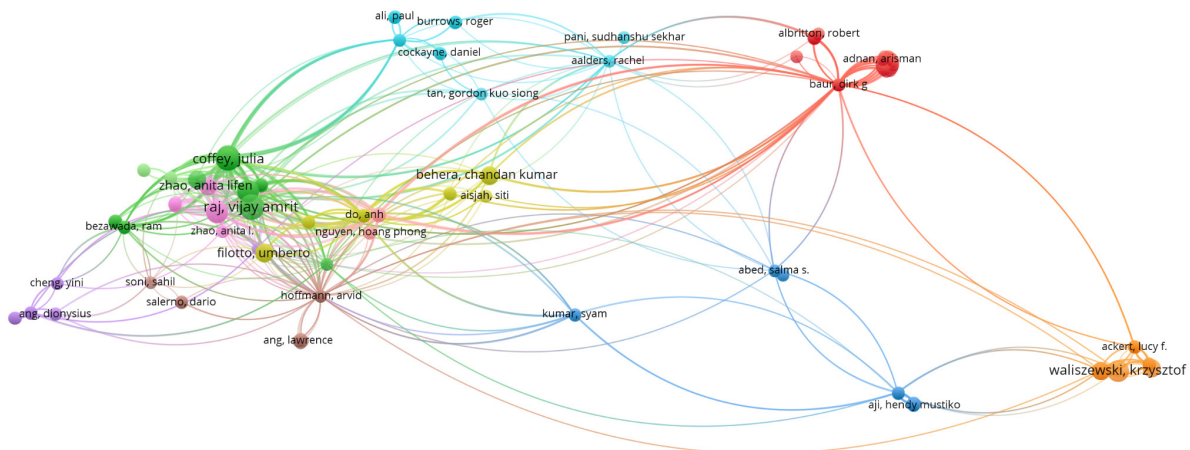 ali, paul
burrows, roger
cockayne, daniel
pani, sudhanshu sekhar
aalders, rachel
tan, gordon kuo siong
albritton, robert
adnan, arisman
baur, dirk g
coffey, julia
zhao, anita lifen
raj, vijay amrit
behera, chandan kumar
aisjah, siti
do, anh
bezawada, ram
zhao, anita l.
nguyen, hoang phong
filotto, umberto
cheng, yini
soni, sahil
hoffmann, arvid
abed, salma s.
salerno, dario
ang, dionysius
kumar, syam
ang, lawrence
ackert, lucy f.
waliszewski, krzysztof
aji, hendy mustiko